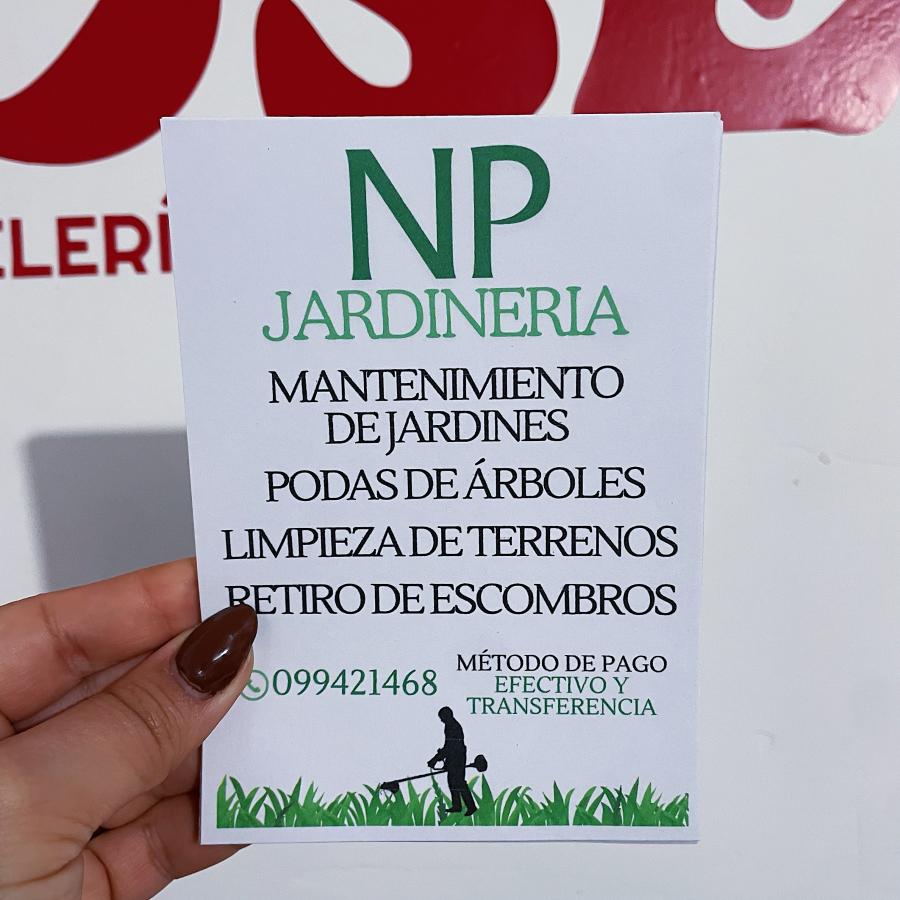 ELERÍ
NP
JARDINERIA
MANTENIMIENTO
DE JARDINES
PODAS DE ÁRBOLES
LIMPIEZA DE TERRENOS
RETIRO DE ESCOMBROS
099421468
MÉTODO DE PAGO
EFECTIVO Y
TRANSFERENCIA